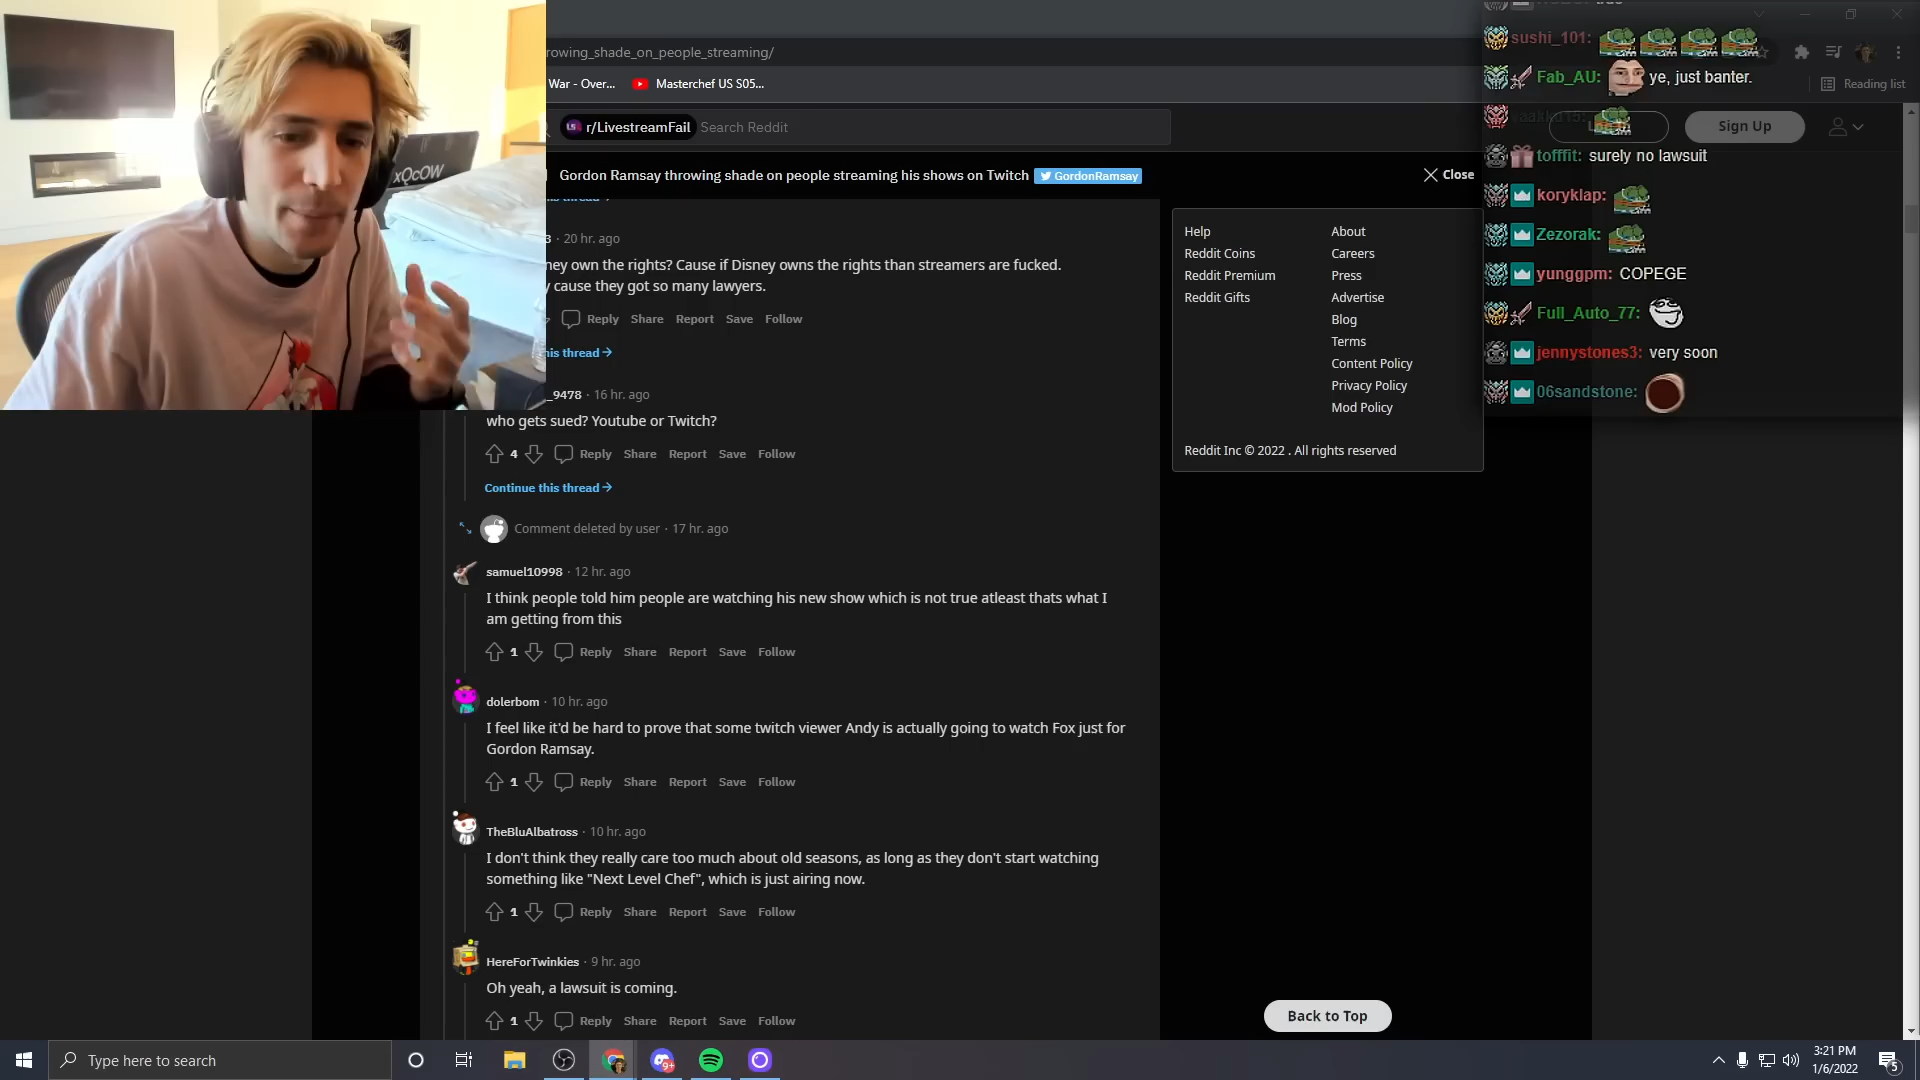 rowing_shade_on_people_streaming/
War - Over...
Masterchef US S05...
Reading list
r/LivestreamFail
Search Reddit
Sign Up
Gordon Ramsay throwing shade on people streaming his shows on Twitch
GordonRamsay
Close
3 · 20 hr. ago
ney own the rights? Cause if Disney owns the rights than streamers are fucked.
y cause they got so many lawyers.
Reply Share Report Save Follow
his thread →
_9478 · 16 hr. ago
who gets sued? Youtube or Twitch?
4 Reply Share Report Save Follow
Continue this thread →
Comment deleted by user · 17 hr. ago
samuel10998 · 12 hr. ago
I think people told him people are watching his new show which is not true atleast thats what I
am getting from this
1 Reply Share Report Save Follow
dolerbom · 10 hr. ago
I feel like it'd be hard to prove that some twitch viewer Andy is actually going to watch Fox just for
Gordon Ramsay.
1 Reply Share Report Save Follow
TheBluAlbatross · 10 hr. ago
I don't think they really care too much about old seasons, as long as they don't start watching
something like "Next Level Chef", which is just airing now.
1 Reply Share Report Save Follow
HereForTwinkies · 9 hr. ago
Oh yeah, a lawsuit is coming.
1 Reply Share Report Save Follow
Help About
Reddit Coins Careers
Reddit Premium Press
Reddit Gifts Advertise
Blog
Terms
Content Policy
Privacy Policy
Mod Policy
Reddit Inc © 2022 . All rights reserved
Back to Top
sushi_101:
Fab_AU: ye, just banter.
tofffit: surely no lawsuit
koryklap:
Zezorak:
yunggpm: COPEGE
Full_Auto_77:
jennystones3: very soon
06sandstone:
xQcOW
Type here to search
9+
3:21 PM
1/6/2022
5